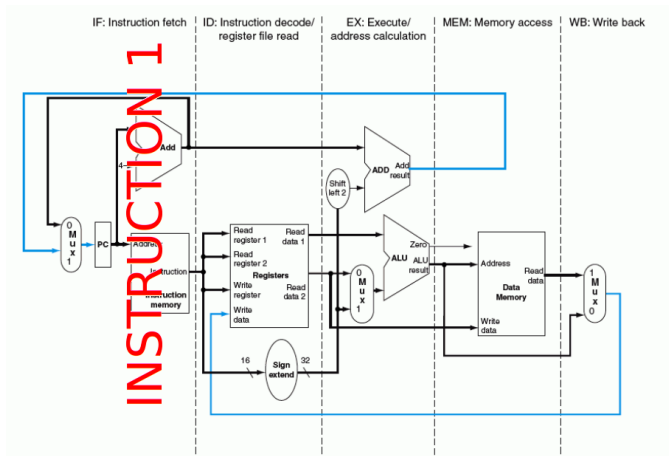 IF: Instruction fetch
ID: Instruction decode/
register file read
EX: Execute/
address calculation
MEM: Memory access
WB: Write back
INSTRUCTION 1
Add
4
0
M
u
x
1
PC
Address
Instruction
Instruction
memory
Read
register 1
Read
register 2
Write
register
Write
data
Registers
Read
data 1
Read
data 2
16
Sign
extend
32
Shift
left 2
ADD
Add
result
0
M
u
x
1
ALU
Zero
ALU
result
Address
Write
data
Read
data
Data
Memory
1
M
u
x
0